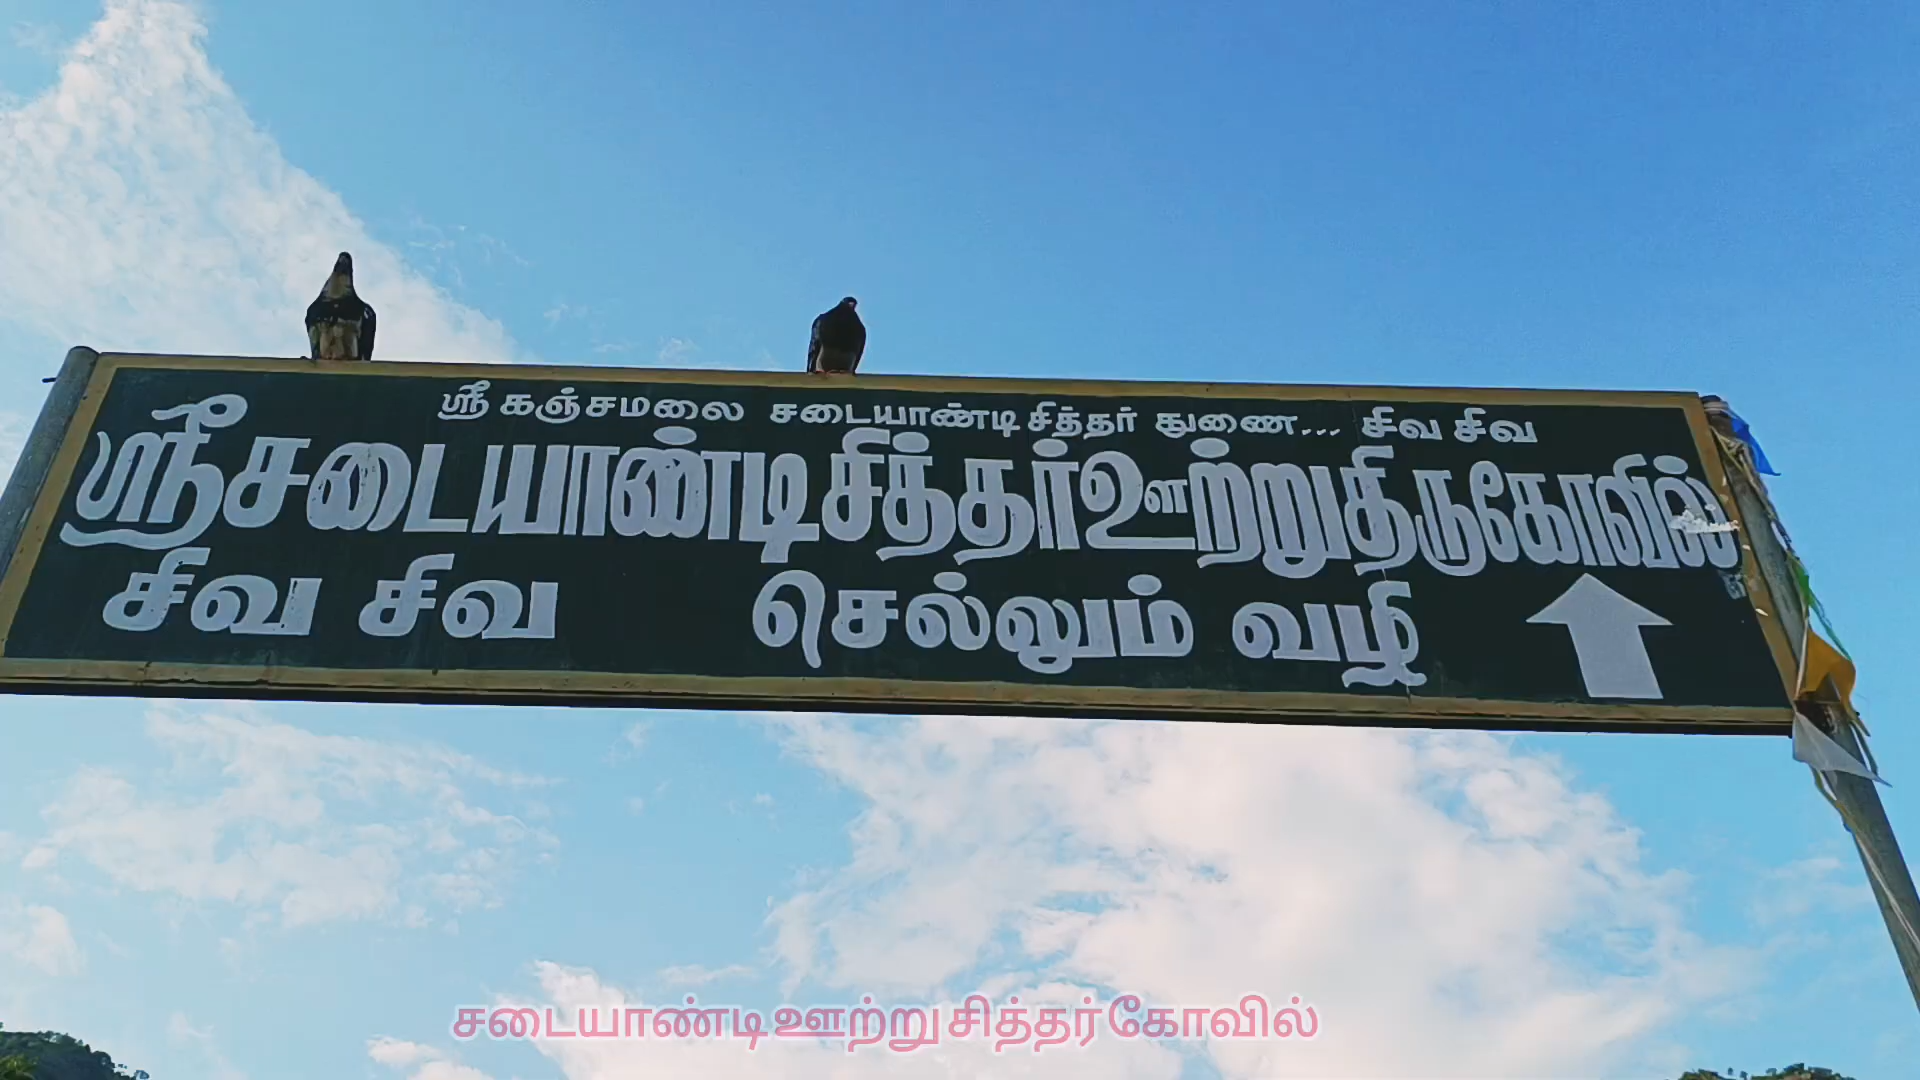 ஸ்ரீ கஞ்சமலை சடையாண்டி சித்தர் துணை... சிவ சிவ
ஸ்ரீ சடையாண்டி சித்தர் ஊற்று திருகோவில்
சிவ சிவ செல்லும் வழி
சடையாண்டி ஊற்று சித்தர் கோவில்